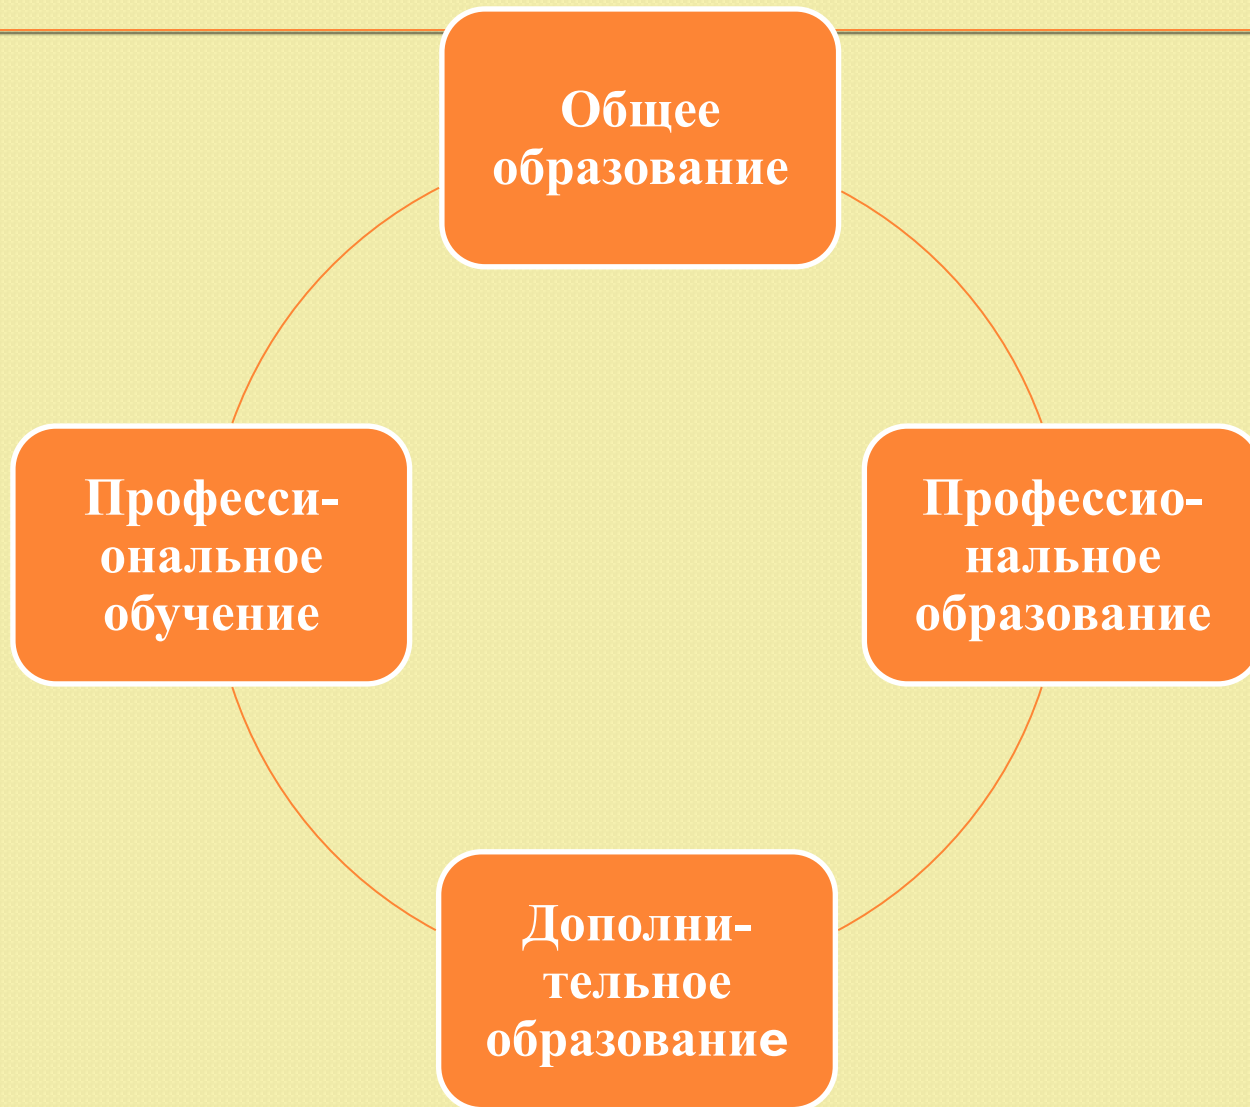 Общее
образование
Професси-
ональное
обучение
Профессио-
нальное
образование
Дополни-
тельное
образование